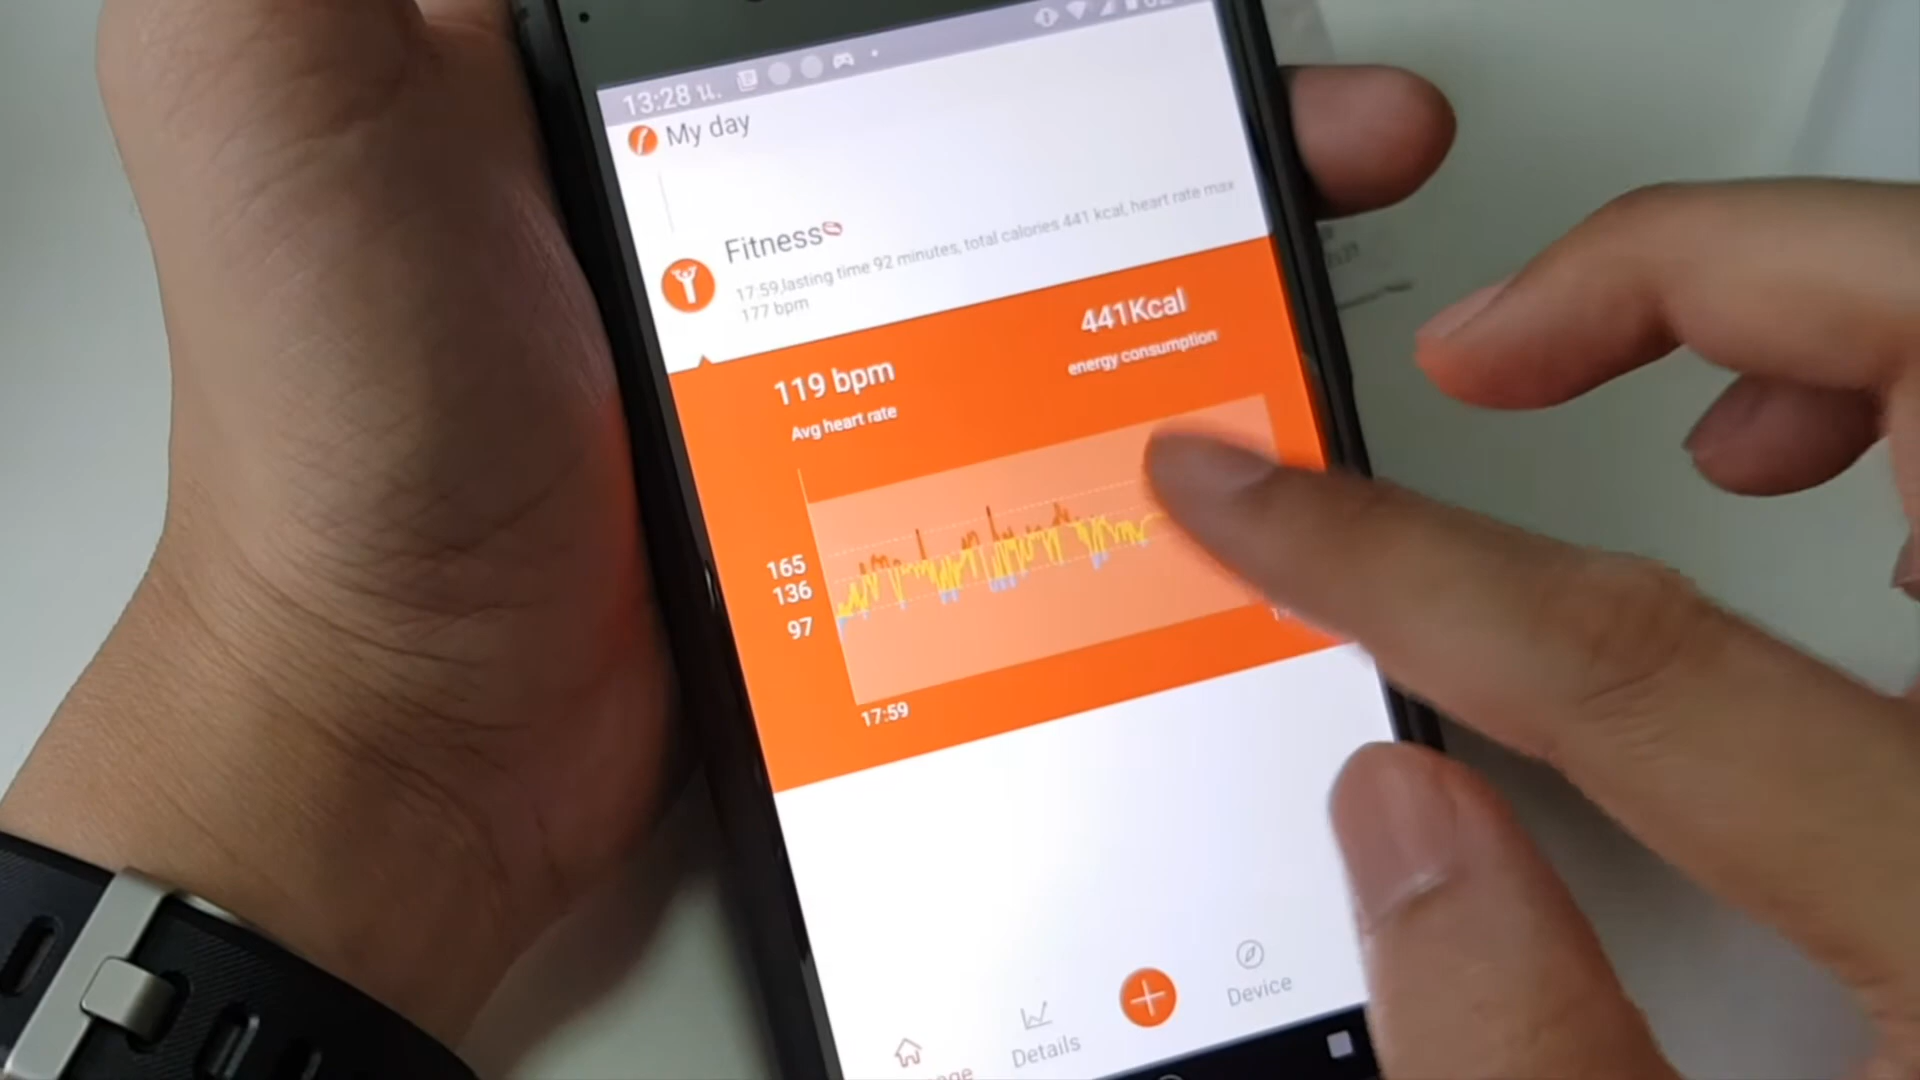 13:28 น.
My day
Fitness
17:59,lasting time 92 minutes, total calories 441 kcal, heart rate max
177 bpm
119 bpm
Avg heart rate
441Kcal
energy consumption
165
136
97
17:59
Details
Device